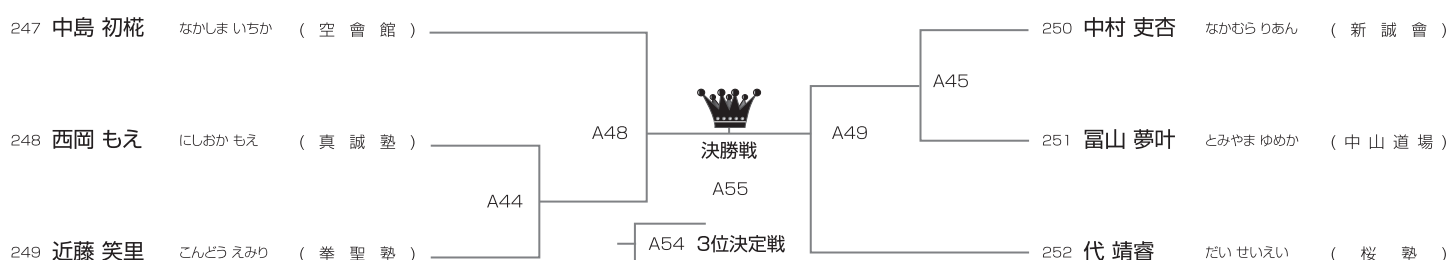 247 中島 初椛 なかしま いちか ( 空 會 館 )
248 西岡 もえ にしおか もえ ( 真 誠 塾 )
249 近藤 笑里 こんどう えみり ( 拳 聖 塾 )
A44
A48
決勝戦
A55
A54 3位決定戦
A49
A45
250 中村 吏杏 なかむら りあん ( 新 誠 會 )
251 冨山 夢叶 とみやま ゆめか ( 中 山 道 場 )
252 代 靖睿 だい せいえい ( 桜 塾 )